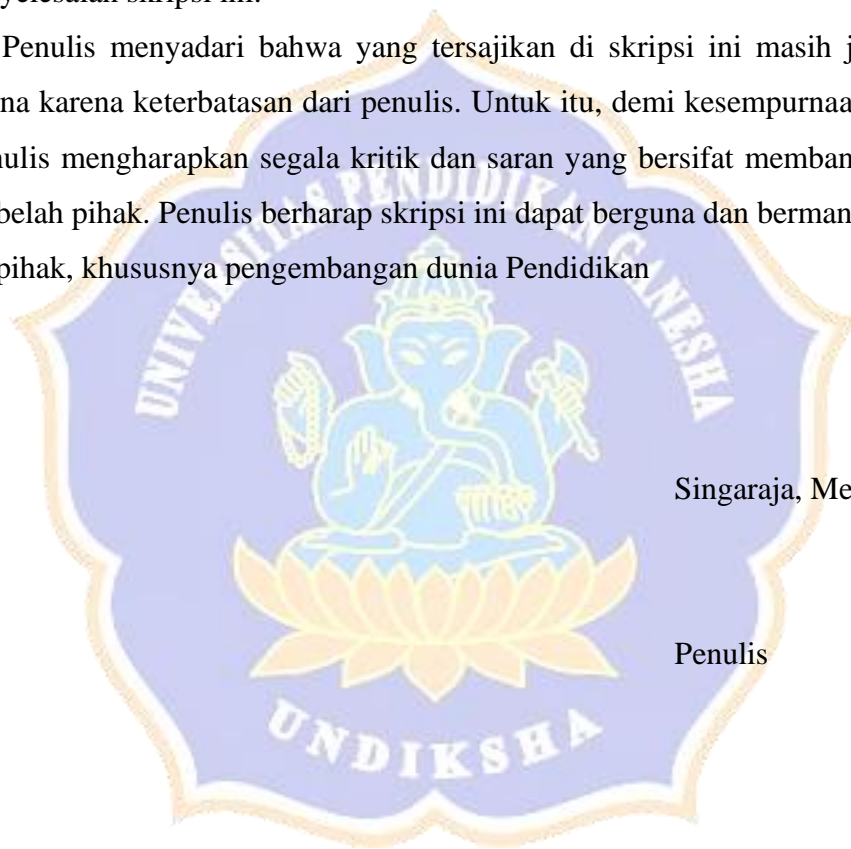 yelesaian skripsi ini.
Penulis menyadari bahwa yang tersajikan di skripsi ini masih j
na karena keterbatasan dari penulis. Untuk itu, demi kesempurnaa
nulis mengharapkan segala kritik dan saran yang bersifat memban
belah pihak. Penulis berharap skripsi ini dapat berguna dan berman
pihak, khususnya pengembangan dunia Pendidikan
UNIVERSITAS PENDIDIKAN GANESHA
Singaraja, Me
Penulis
UNDIKSHA